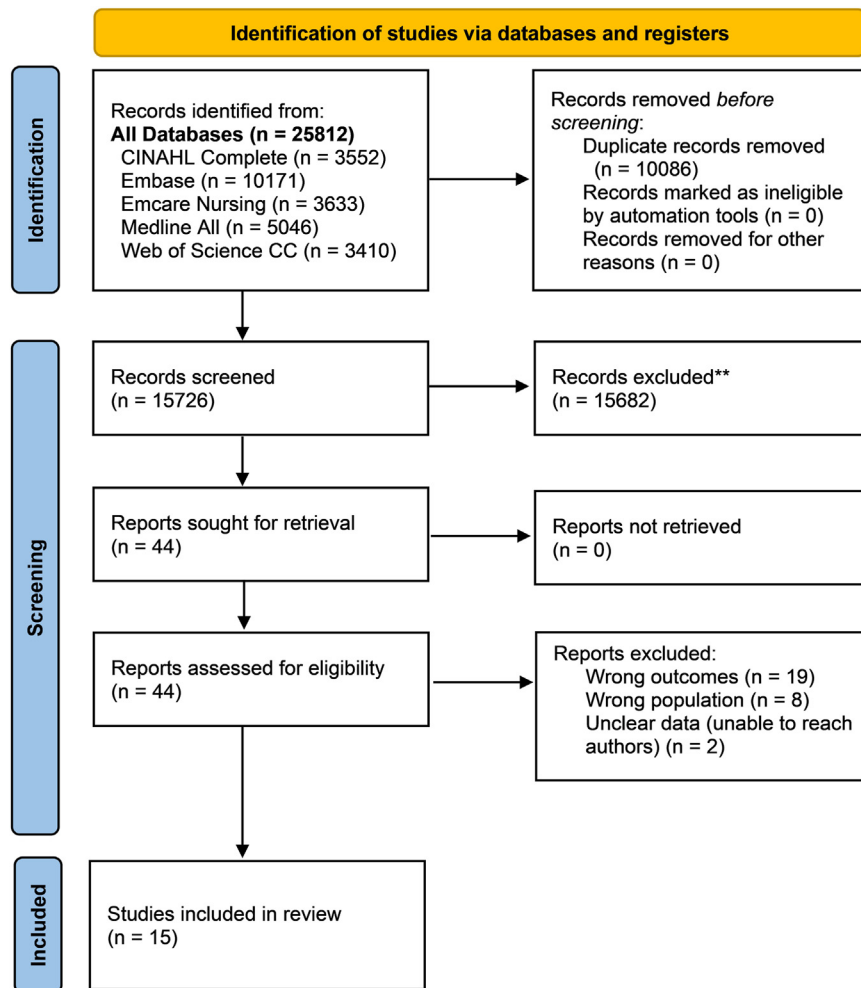 Identification of studies via databases and registers
Identification
Records identified from:
All Databases (n = 25812)
CINAHL Complete (n = 3552)
Embase (n = 10171)
Emcare Nursing (n = 3633)
Medline All (n = 5046)
Web of Science CC (n = 3410)
Records removed before
screening:
Duplicate records removed
(n = 10086)
Records marked as ineligible
by automation tools (n = 0)
Records removed for other
reasons (n = 0)
Screening
Records screened
(n = 15726)
Records excluded**
(n = 15682)
Reports sought for retrieval
(n = 44)
Reports not retrieved
(n = 0)
Reports assessed for eligibility
(n = 44)
Reports excluded:
Wrong outcomes (n = 19)
Wrong population (n = 8)
Unclear data (unable to reach
authors) (n = 2)
Included
Studies included in review
(n = 15)